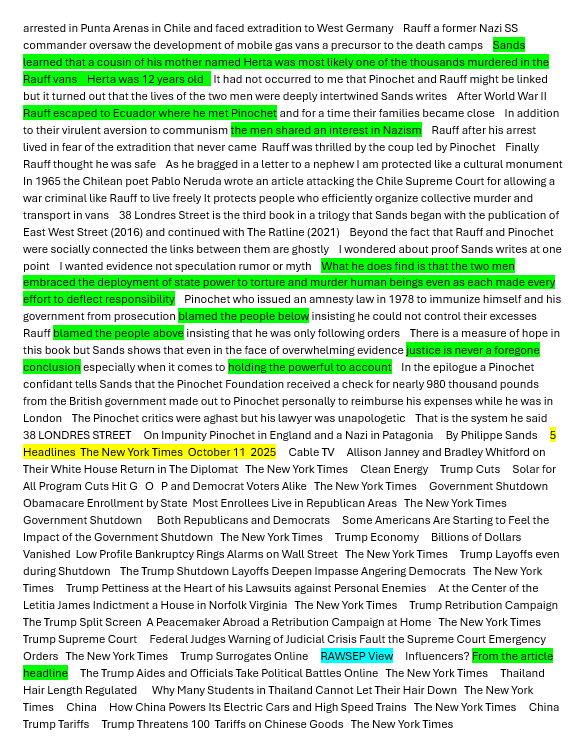 arrested in Punta Arenas in Chile and faced extradition to West Germany Rauff a former Nazi SS
commander oversaw the development of mobile gas vans a precursor to the death camps Sands
learned that a cousin of his mother named Herta was most likely one of the thousands murdered in the
Rauff vans Herta was 12 years old It had not occurred to me that Pinochet and Rauff might be linked
but it turned out that the lives of the two men were deeply intertwined Sands writes After World War II
Rauff escaped to Ecuador where he met Pinochet and for a time their families became close In addition
to their virulent aversion to communism the men shared an interest in Nazism Rauff after his arrest
lived in fear of the extradition that never came Rauff was thrilled by the coup led by Pinochet Finally
Rauff thought he was safe As he bragged in a letter to a nephew I am protected like a cultural monument
In 1965 the Chilean poet Pablo Neruda wrote an article attacking the Chile Supreme Court for allowing a
war criminal like Rauff to live freely It protects people who efficiently organize collective murder and
transport in vans 38 Londres Street is the third book in a trilogy that Sands began with the publication of
East West Street (2016) and continued with The Ratline (2021) Beyond the fact that Rauff and Pinochet
were socially connected the links between them are ghostly I wondered about proof Sands writes at one
point I wanted evidence not speculation rumor or myth What he does find is that the two men
embraced the deployment of state power to torture and murder human beings even as each made every
effort to deflect responsibility Pinochet who issued an amnesty law in 1978 to immunize himself and his
government from prosecution blamed the people below insisting he could not control their excesses
Rauff blamed the people above insisting that he was only following orders There is a measure of hope in
this book but Sands shows that even in the face of overwhelming evidence justice is never a foregone
conclusion especially when it comes to holding the powerful to account In the epilogue a Pinochet
confidant tells Sands that the Pinochet Foundation received a check for nearly 980 thousand pounds
from the British government made out to Pinochet personally to reimburse his expenses while he was in
London The Pinochet critics were aghast but his lawyer was unapologetic That is the system he said
38 LONDRES STREET On Impunity Pinochet in England and a Nazi in Patagonia By Philippe Sands 5
Headlines The New York Times October 11 2025 Cable TV Allison Janney and Bradley Whitford on
Their White House Return in The Diplomat The New York Times Clean Energy Trump Cuts Solar for
All Program Cuts Hit G O P and Democrat Voters Alike The New York Times Government Shutdown
Obamacare Enrollment by State Most Enrollees Live in Republican Areas The New York Times
Government Shutdown Both Republicans and Democrats Some Americans Are Starting to Feel the
Impact of the Government Shutdown The New York Times Trump Economy Billions of Dollars
Vanished Low Profile Bankruptcy Rings Alarms on Wall Street The New York Times Trump Layoffs even
during Shutdown The Trump Shutdown Layoffs Deepen Impasse Angering Democrats The New York
Times Trump Pettiness at the Heart of his Lawsuits against Personal Enemies At the Center of the
Letitia James Indictment a House in Norfolk Virginia The New York Times Trump Retribution Campaign
The Trump Split Screen A Peacemaker Abroad a Retribution Campaign at Home The New York Times
Trump Supreme Court Federal Judges Warning of Judicial Crisis Fault the Supreme Court Emergency
Orders The New York Times Trump Surrogates Online RAWSEP View Influencers? From the article
headline The Trump Aides and Officials Take Political Battles Online The New York Times Thailand
Hair Length Regulated Why Many Students in Thailand Cannot Let Their Hair Down The New York
Times China How China Powers Its Electric Cars and High Speed Trains The New York Times China
Trump Tariffs Trump Threatens 100 Tariffs on Chinese Goods The New York Times